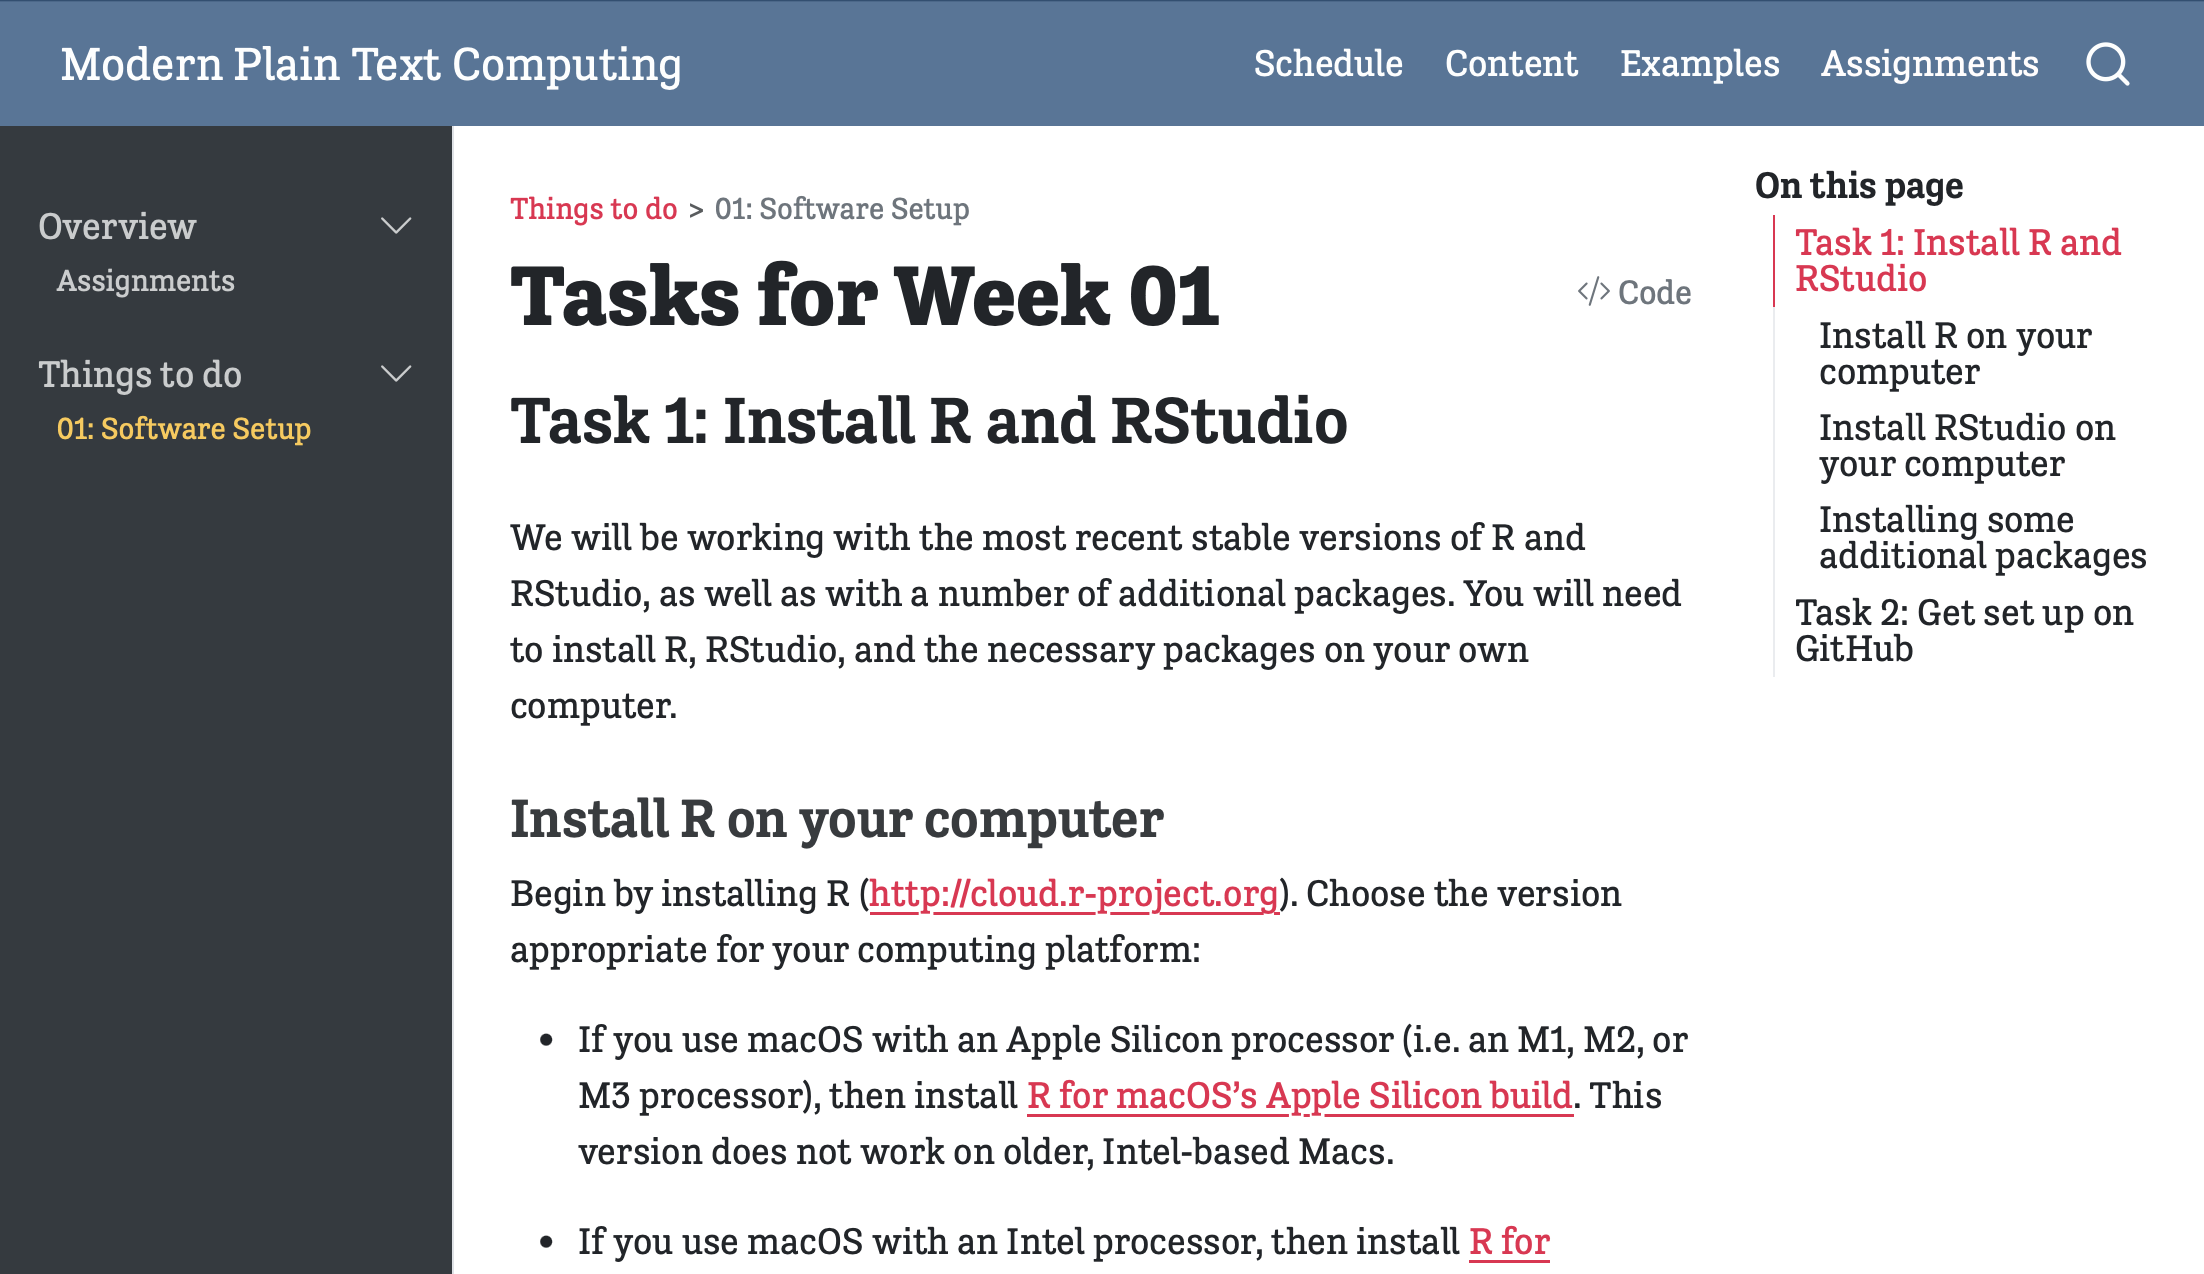 Modern Plain Text Computing
Schedule
Content
Examples
Assignments
Overview
Assignments
Things to do
01: Software Setup
Things to do > 01: Software Setup
Tasks for Week 01
</> Code
Task 1: Install R and RStudio
We will be working with the most recent stable versions of R and
RStudio, as well as with a number of additional packages. You will need
to install R, RStudio, and the necessary packages on your own
computer.
Install R on your computer
Begin by installing R (http://cloud.r-project.org). Choose the version
appropriate for your computing platform:
• If you use macOS with an Apple Silicon processor (i.e. an M1, M2, or
M3 processor), then install R for macOS’s Apple Silicon build. This
version does not work on older, Intel-based Macs.
• If you use macOS with an Intel processor, then install R for
On this page
Task 1: Install R and
RStudio
Install R on your
computer
Install RStudio on
your computer
Installing some
additional packages
Task 2: Get set up on
GitHub